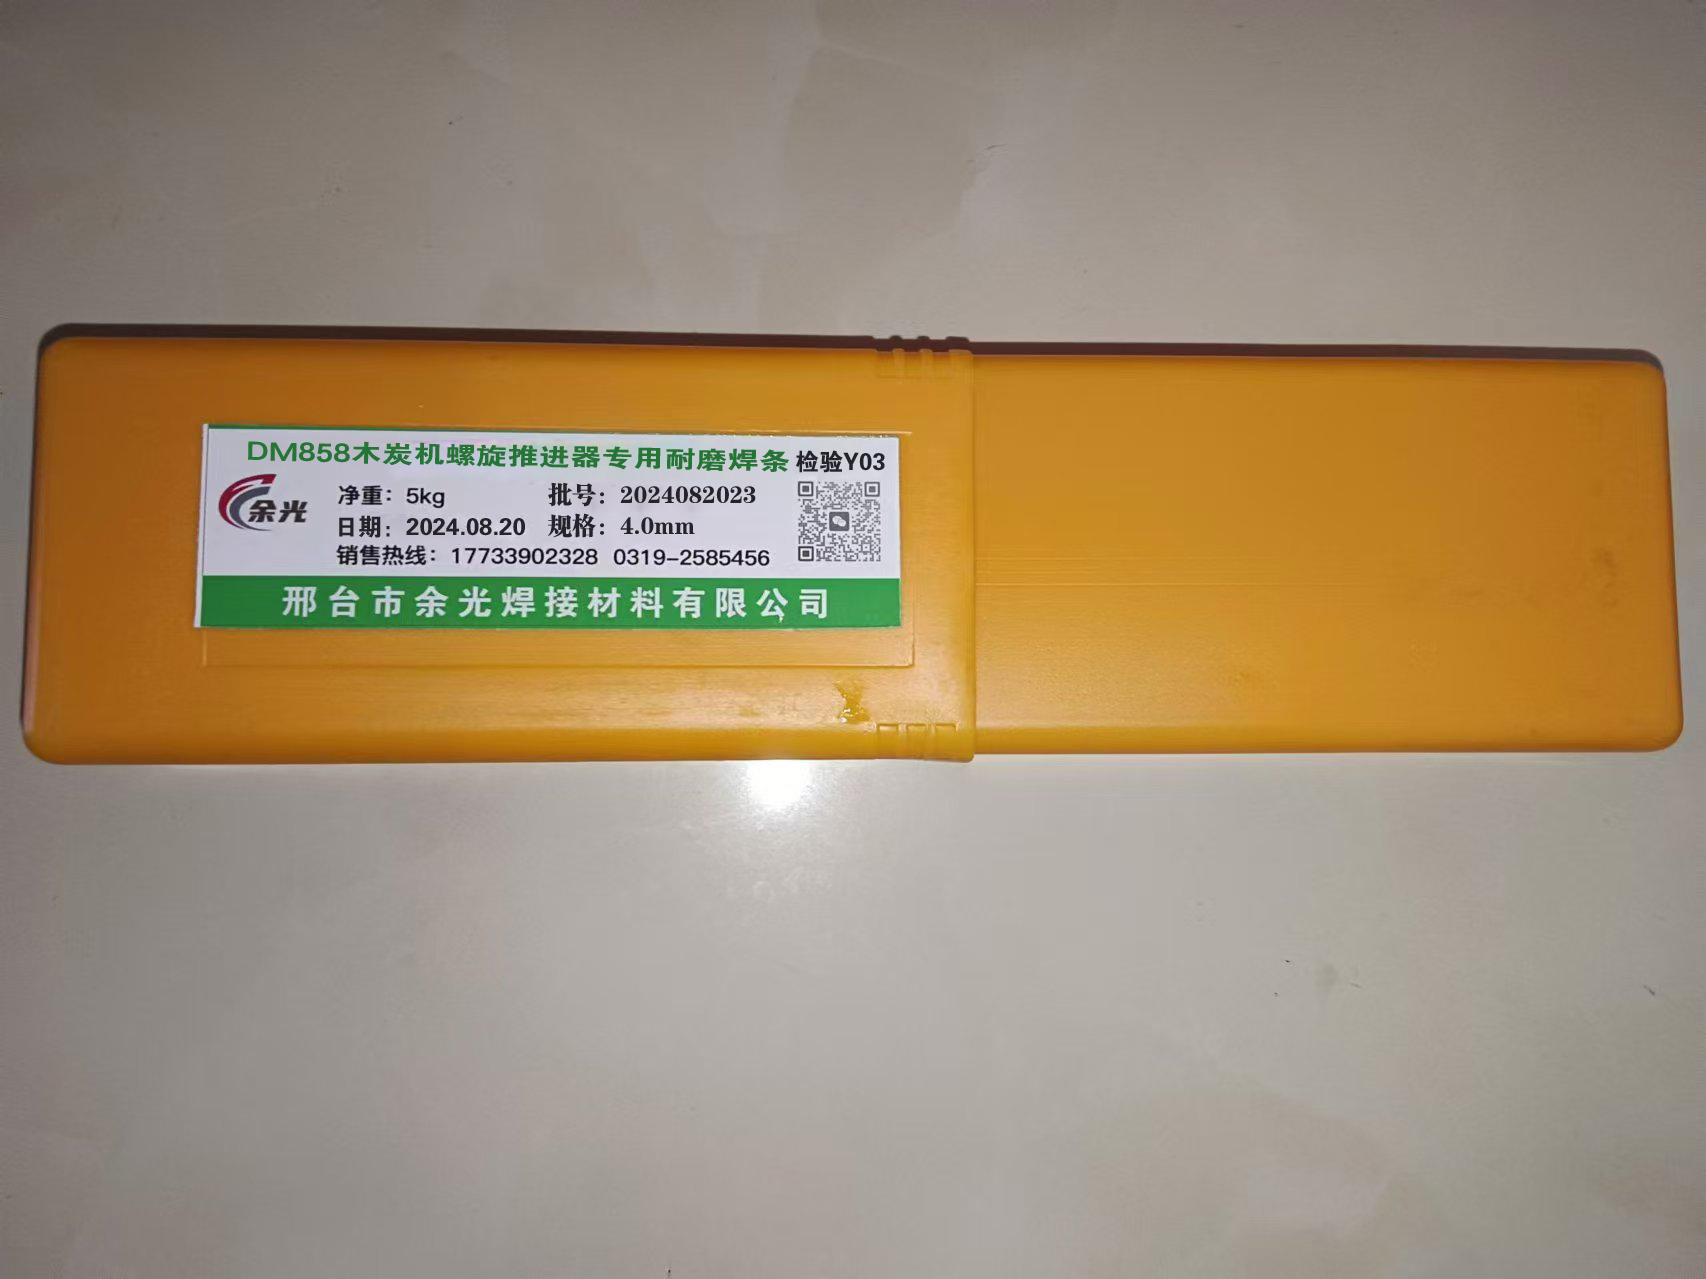 DM858木炭机螺旋推进器专用耐磨焊条 检验Y03
余光
净重：5kg 批号：2024082023
日期：2024.08.20 规格：4.0mm
销售热线：17733902328 0319-2585456
邢台市余光焊接材料有限公司